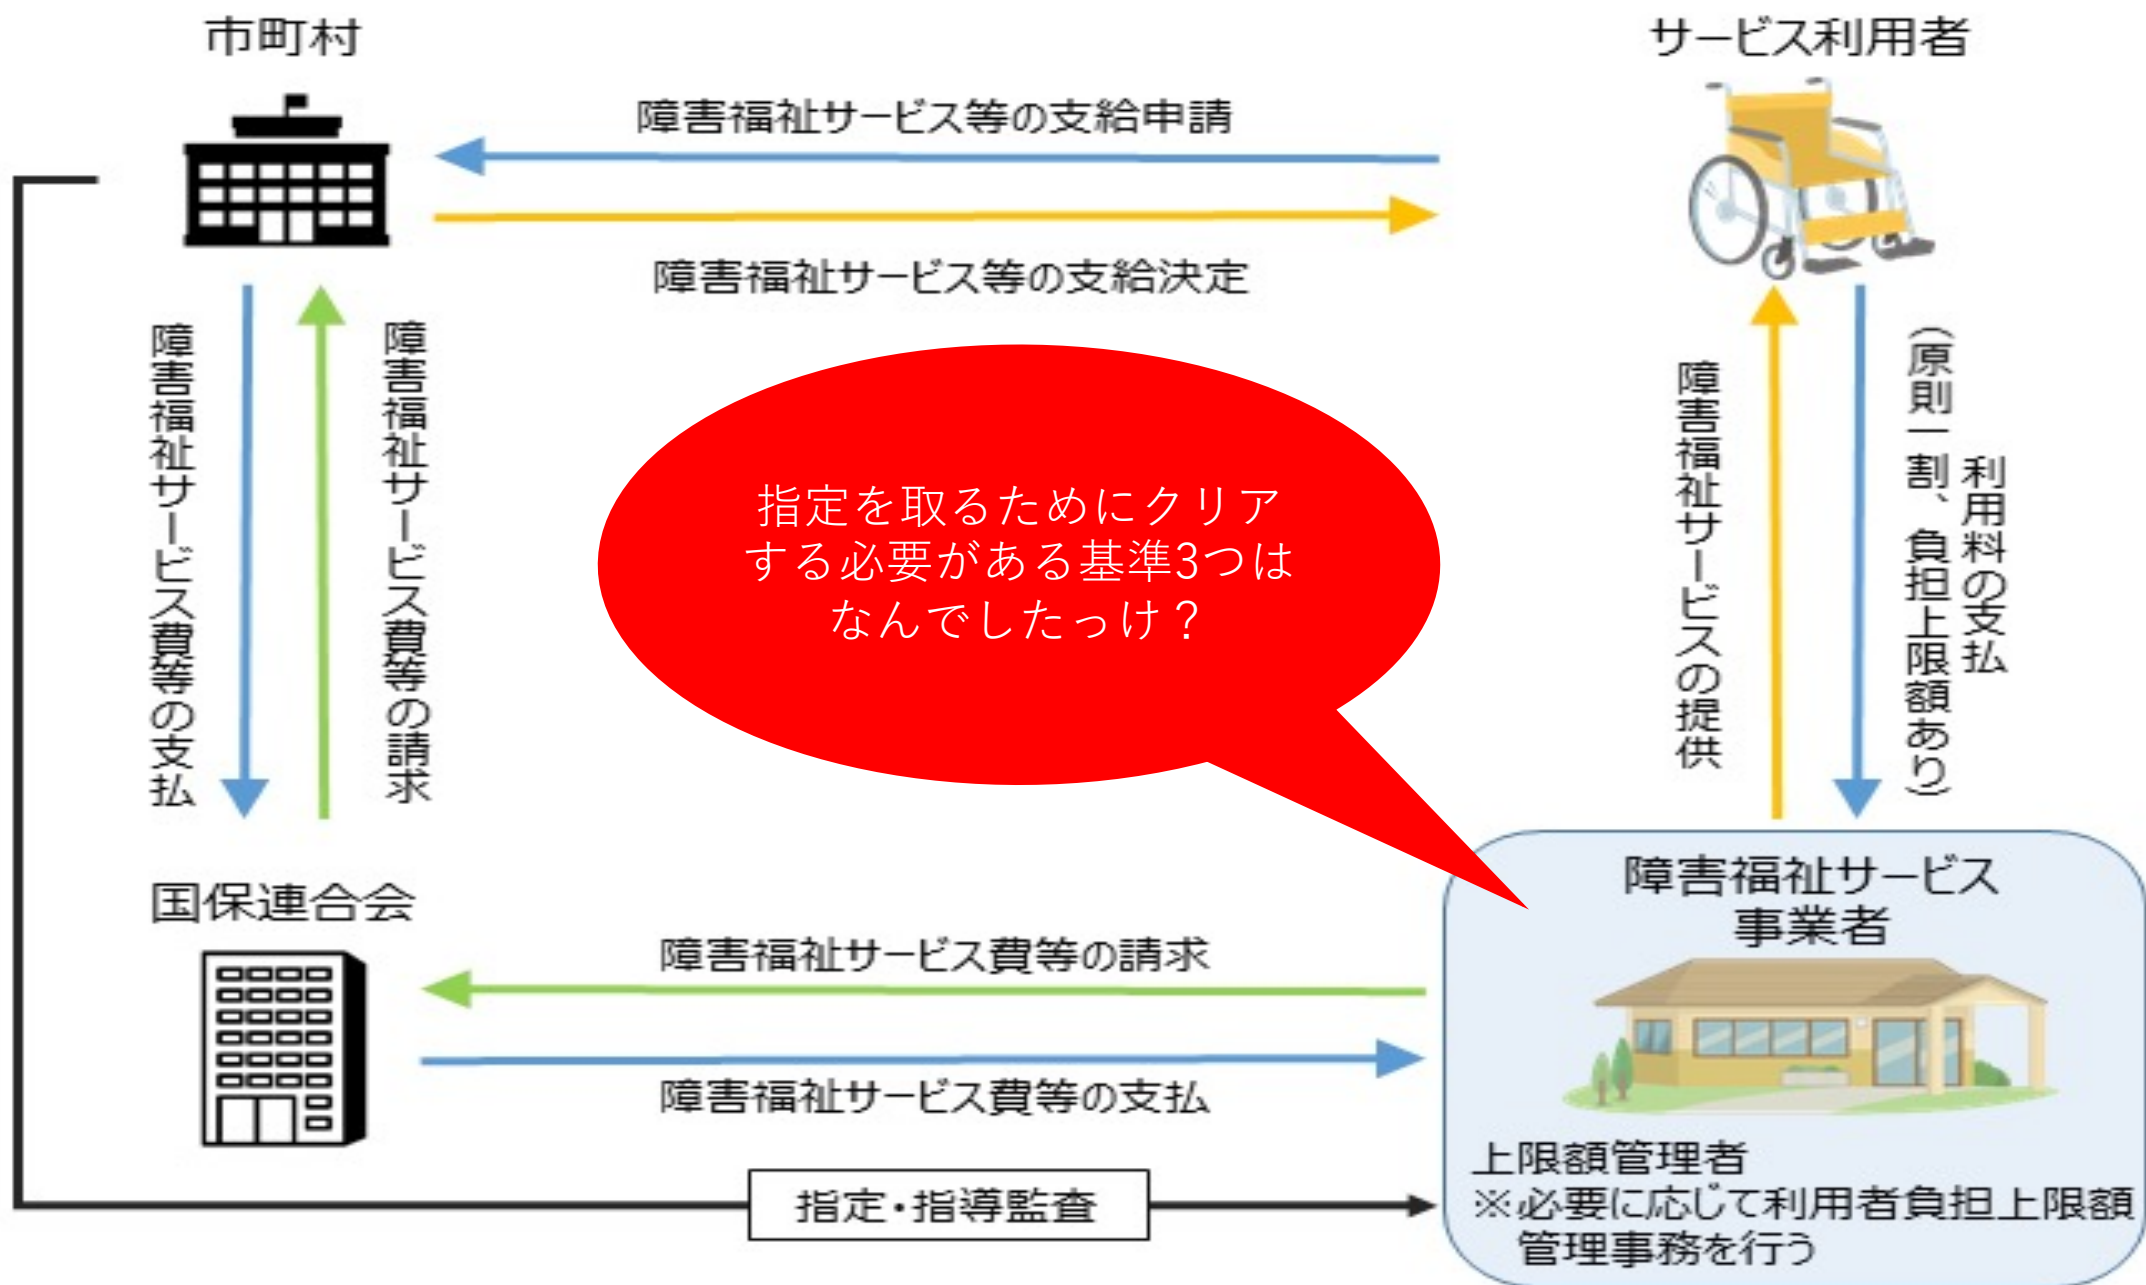 市町村
サービス利用者
障害福祉サービス等の支給申請
障害福祉サービス等の支給決定
障害福祉サービス費等の支払
障害福祉サービス費等の請求
指定を取るためにクリア
する必要がある基準3つは
なんでしたっけ？
障害福祉サービスの提供
利用料の支払
（原則一割、負担上限額あり）
国保連合会
障害福祉サービス費等の請求
障害福祉サービス費等の支払
障害福祉サービス
事業者
上限額管理者
※必要に応じて利用者負担上限額
管理事務を行う
指定・指導監査